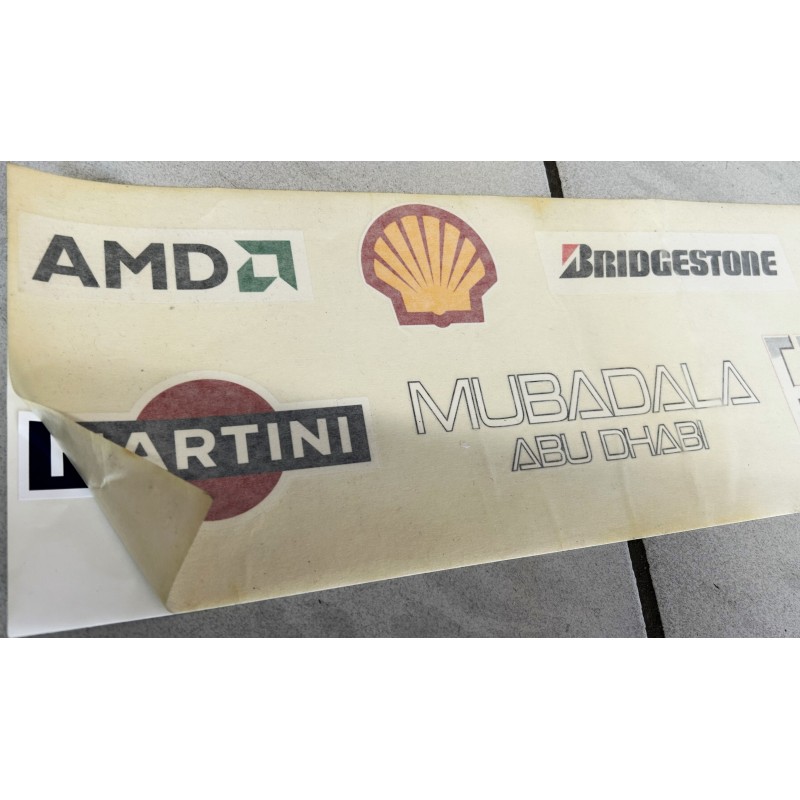 AMD
BRIDGESTONE
MARTINI
MUBADALA
ABU DHABI